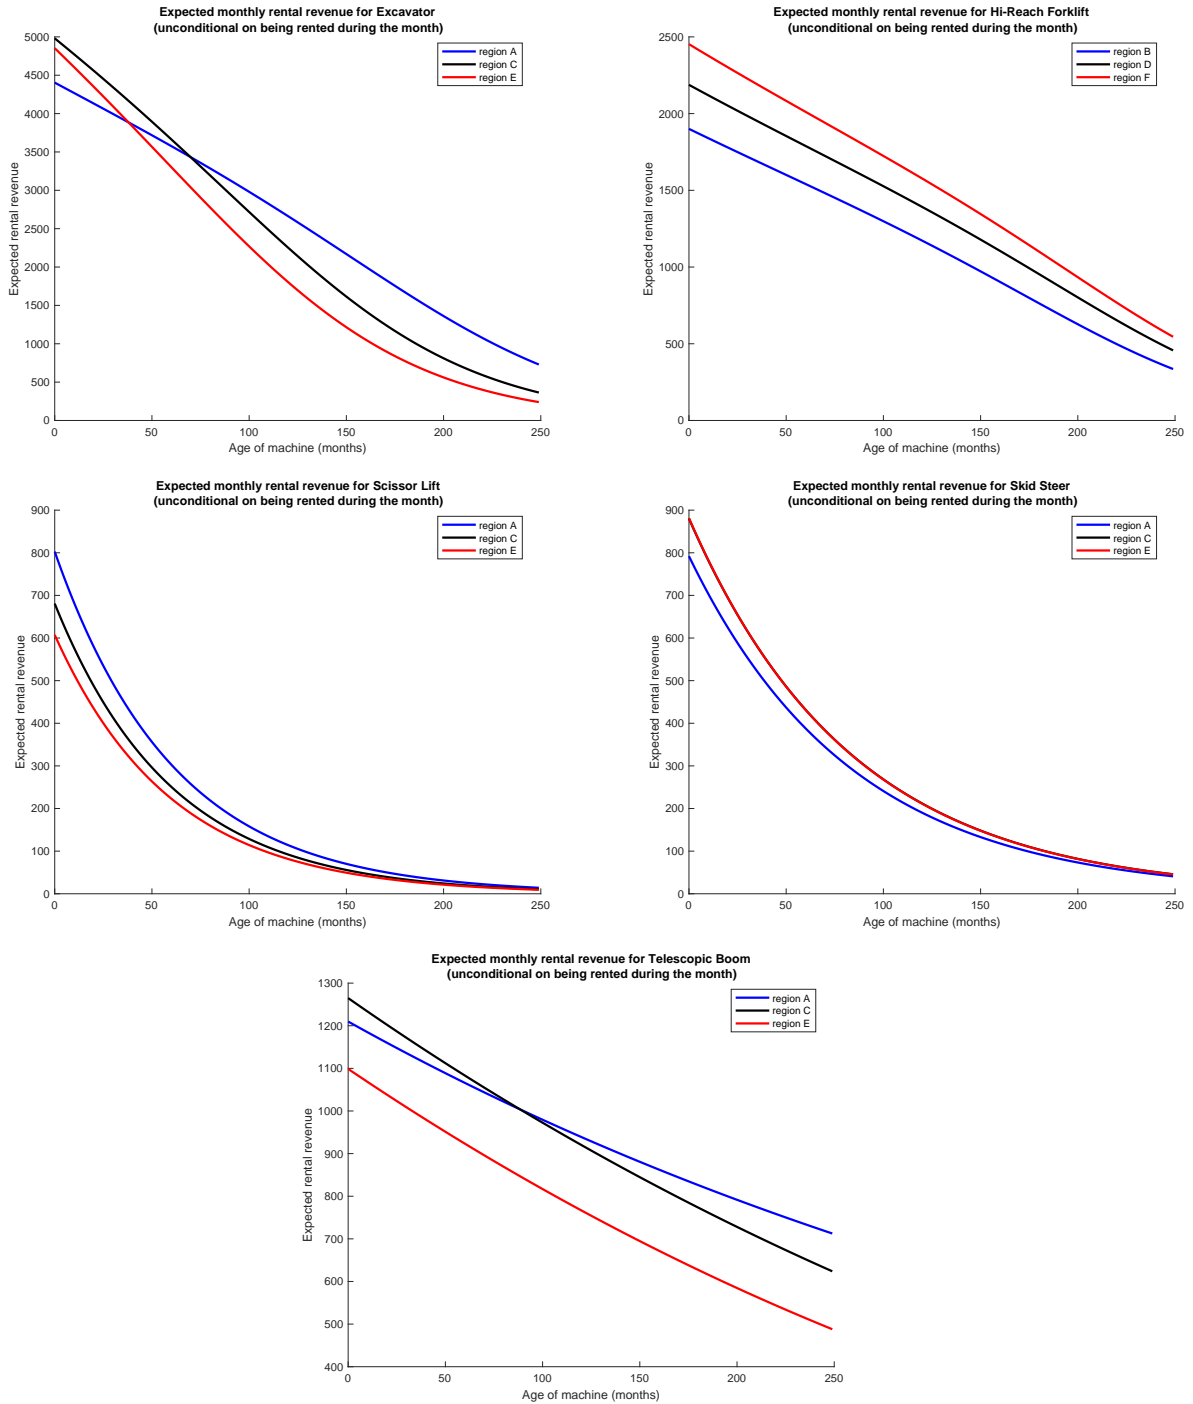 Expected monthly rental revenue for Excavator
(unconditional on being rented during the month)
5000
4500
4000
3500
3000
2500
2000
1500
1000
500
0
Expected rental revenue
region A
region C
region E
0 50 100 150 200 250
Age of machine (months)
Expected monthly rental revenue for Hi-Reach Forklift
(unconditional on being rented during the month)
2500
2000
1500
1000
500
0
Expected rental revenue
region B
region D
region F
0 50 100 150 200 250
Age of machine (months)
Expected monthly rental revenue for Scissor Lift
(unconditional on being rented during the month)
900
800
700
600
500
400
300
200
100
0
Expected rental revenue
region A
region C
region E
0 50 100 150 200 250
Age of machine (months)
Expected monthly rental revenue for Skid Steer
(unconditional on being rented during the month)
900
800
700
600
500
400
300
200
100
0
Expected rental revenue
region A
region C
region E
0 50 100 150 200 250
Age of machine (months)
Expected monthly rental revenue for Telescopic Boom
(unconditional on being rented during the month)
1300
1200
1100
1000
900
800
700
600
500
400
Expected rental revenue
region A
region C
region E
0 50 100 150 200 250
Age of machine (months)